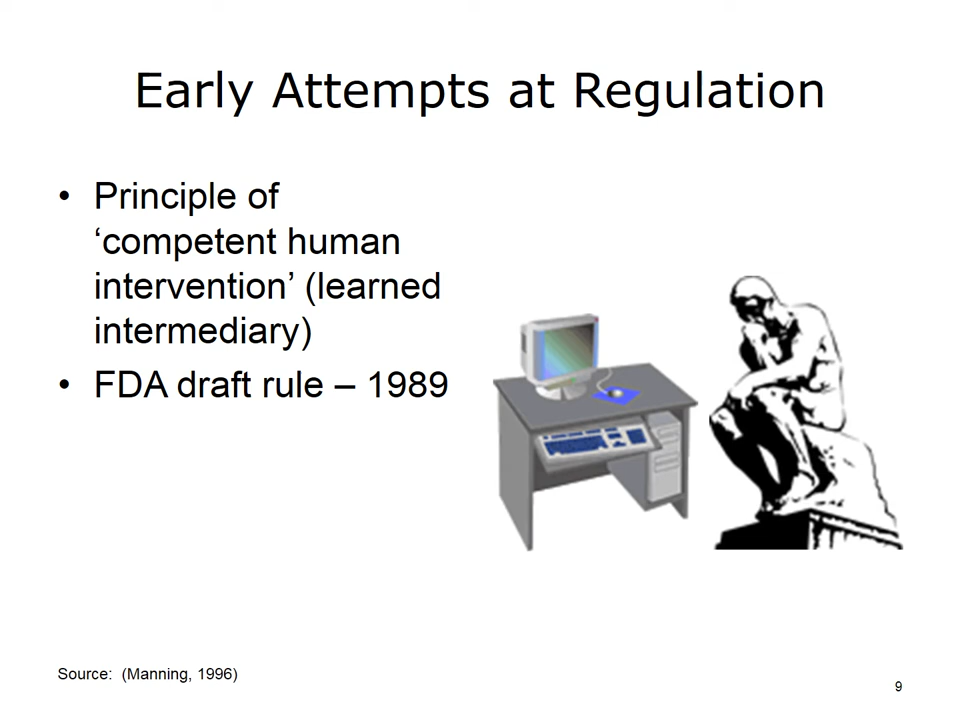 Early Attempts at Regulation
• Principle of
‘competent human
intervention’ (learned
intermediary)
• FDA draft rule – 1989
Source:  (Manning, 1996)
9